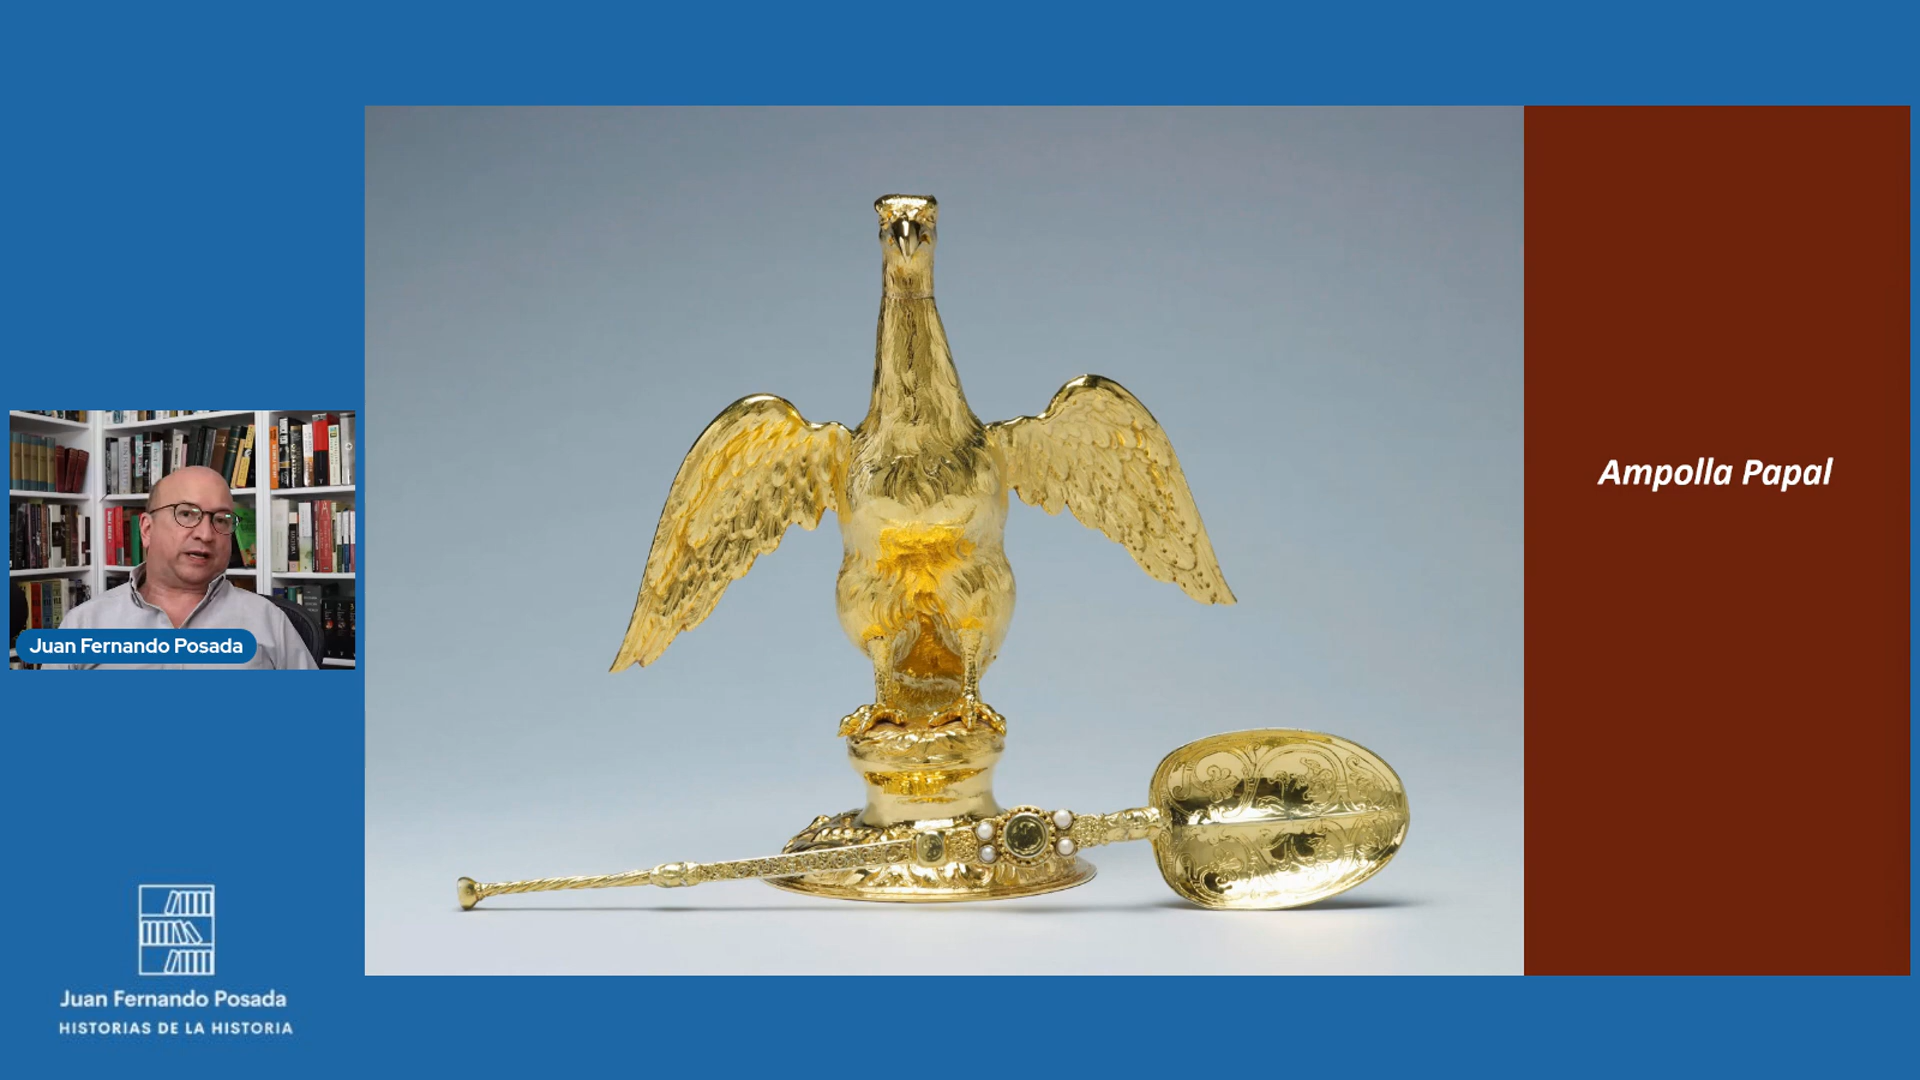 Ampolla Papal
Juan Fernando Posada
Juan Fernando Posada
HISTORIAS DE LA HISTORIA